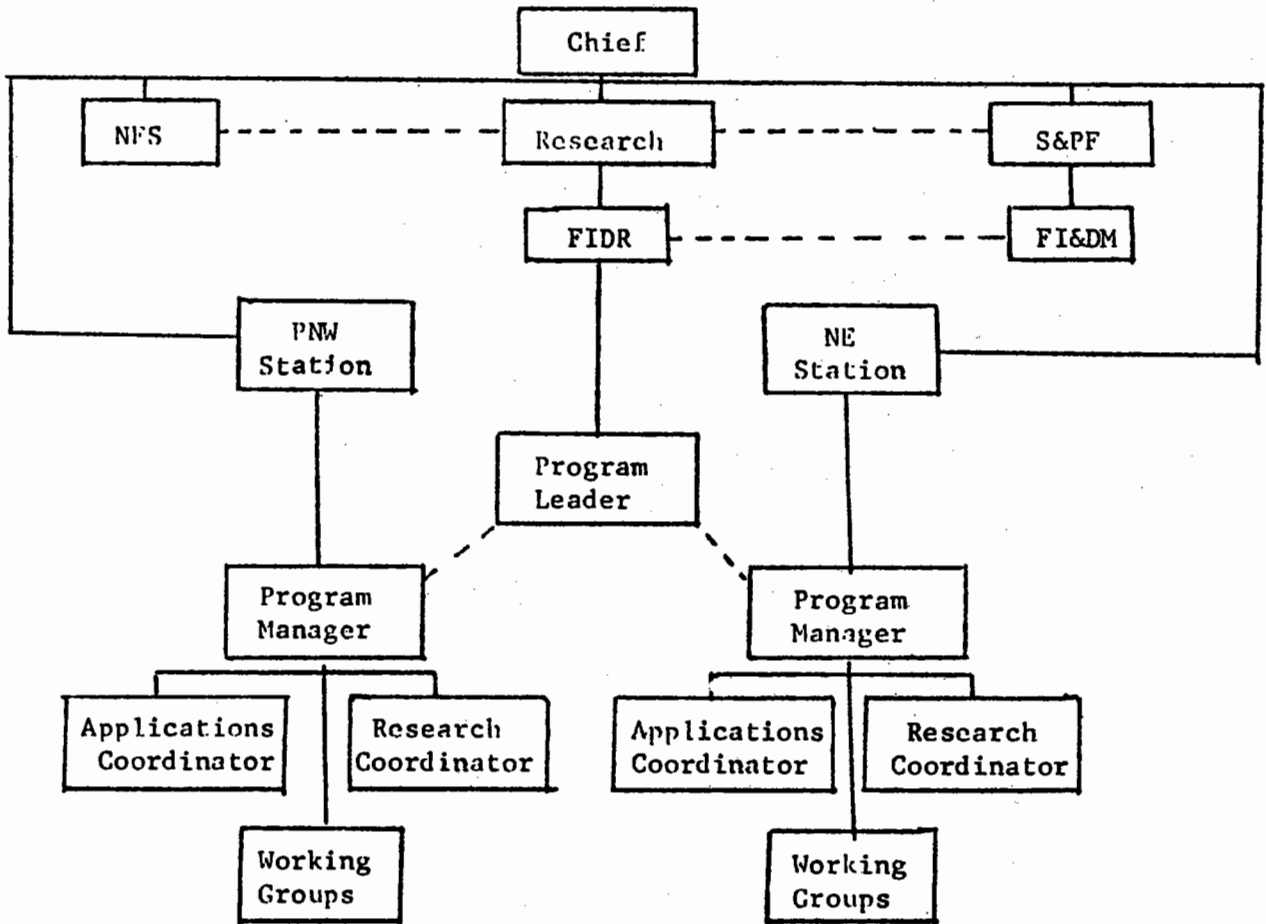 Chief
NFS
Research
S&PF
FIDR
FI&DM
PNW
Station
NE
Station
Program
Leader
Program
Manager
Program
Manager
Applications
Coordinator
Research
Coordinator
Applications
Coordinator
Research
Coordinator
Working
Groups
Working
Groups